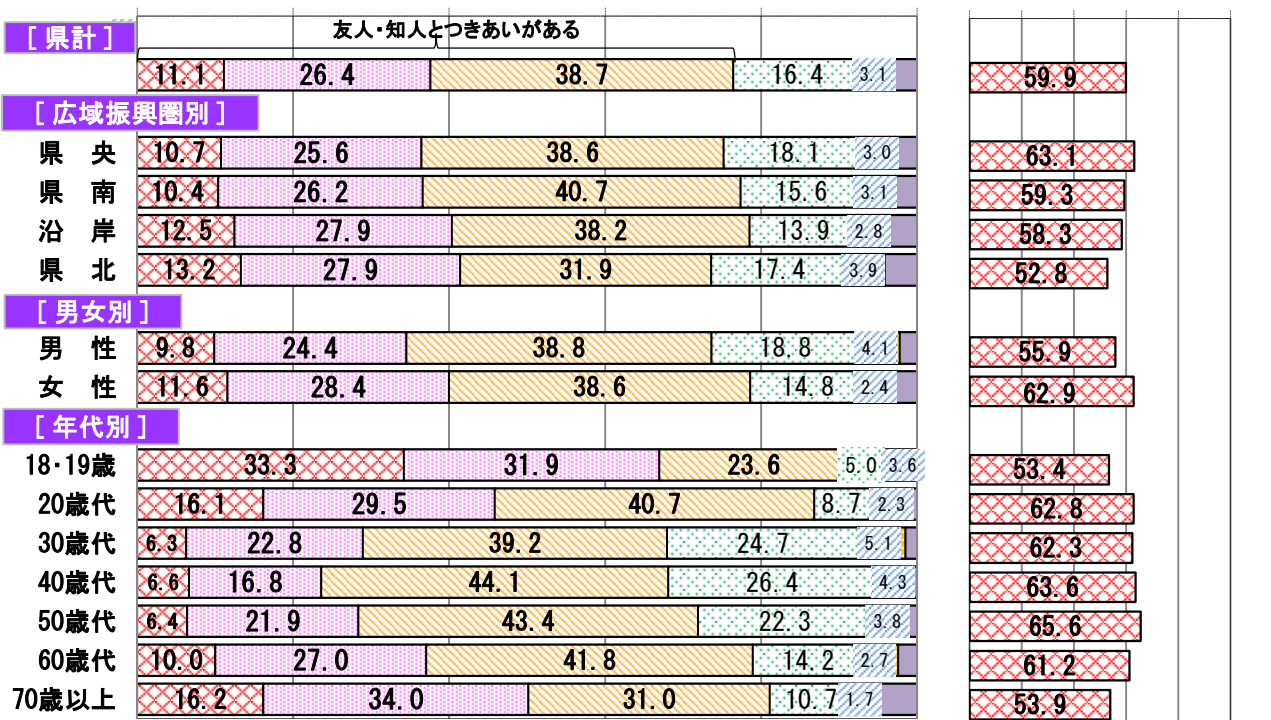 友人・知人とつきあいがある
[ 県計 ]
11.1 26.4 38.7 16.4 3.1 59.9
[ 広域振興圏別 ]
県 央 10.7 25.6 38.6 18.1 3.0 63.1
県 南 10.4 26.2 40.7 15.6 3.1 59.3
沿 岸 12.5 27.9 38.2 13.9 2.8 58.3
県 北 13.2 27.9 31.9 17.4 3.9 52.8
[ 男女別 ]
男 性 9.8 24.4 38.8 18.8 4.1 55.9
女 性 11.6 28.4 38.6 14.8 2.4 62.9
[ 年代別 ]
18・19歳 33.3 31.9 23.6 5.0 3.6 53.4
20歳代 16.1 29.5 40.7 8.7 2.3 62.8
30歳代 6.3 22.8 39.2 24.7 5.1 62.3
40歳代 6.6 16.8 44.1 26.4 4.3 63.6
50歳代 6.4 21.9 43.4 22.3 3.8 65.6
60歳代 10.0 27.0 41.8 14.2 2.7 61.2
70歳以上 16.2 34.0 31.0 10.7 1.7 53.9